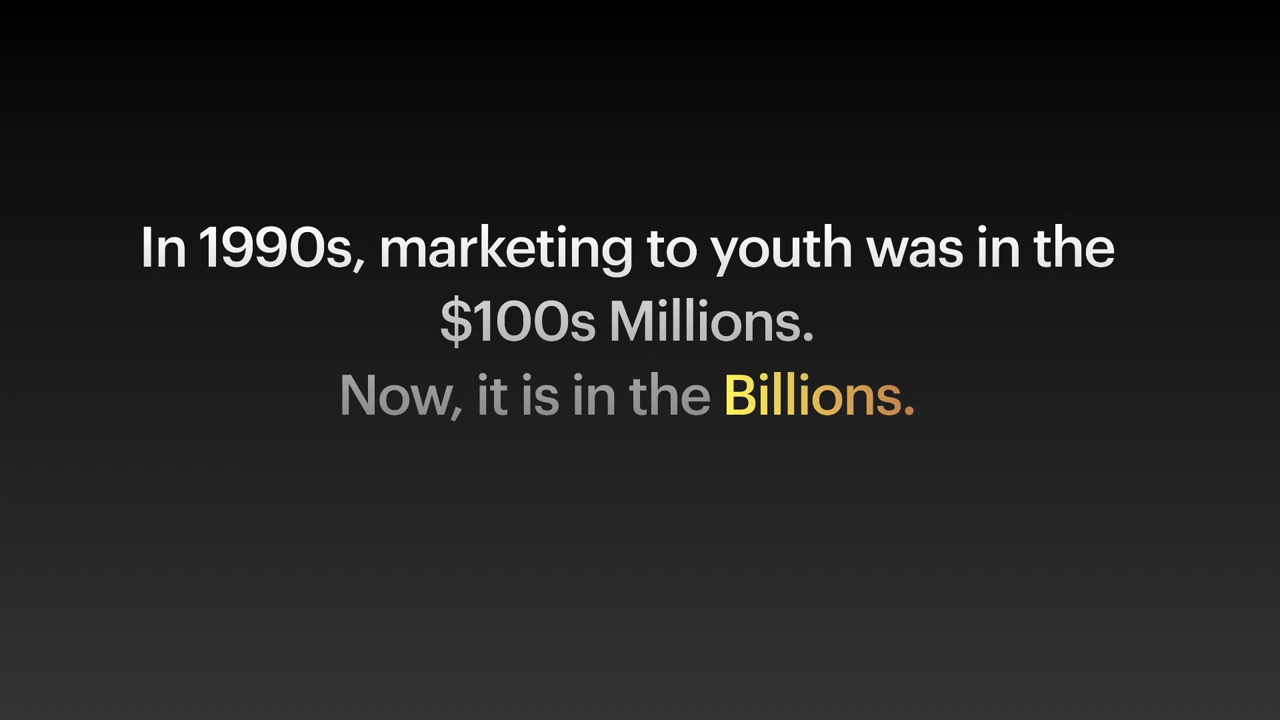 In 1990s, marketing to youth was in the
$100s Millions.
Now, it is in the Billions.